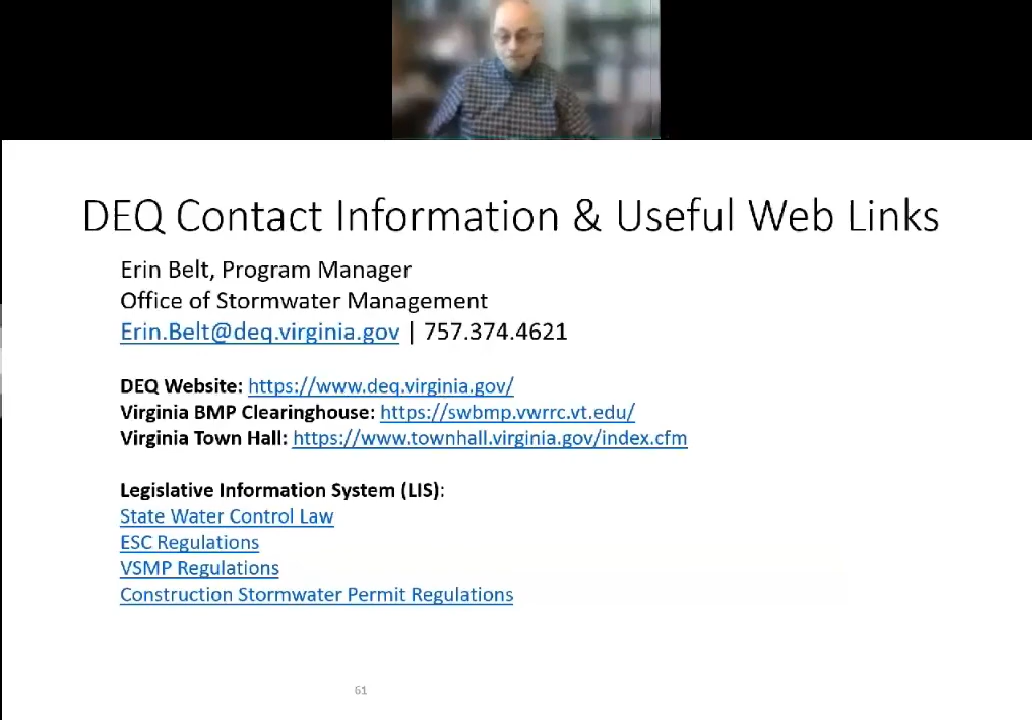 DEQ Contact Information & Useful Web Links
Erin Belt, Program Manager
Office of Stormwater Management
Erin.Belt@deq.virginia.gov | 757.374.4621
DEQ Website: https://www.deq.virginia.gov/
Virginia BMP Clearinghouse: https://swbmp.vwrrc.vt.edu/
Virginia Town Hall: https://www.townhall.virginia.gov/index.cfm
Legislative Information System (LIS):
State Water Control Law
ESC Regulations
VSMP Regulations
Construction Stormwater Permit Regulations
61